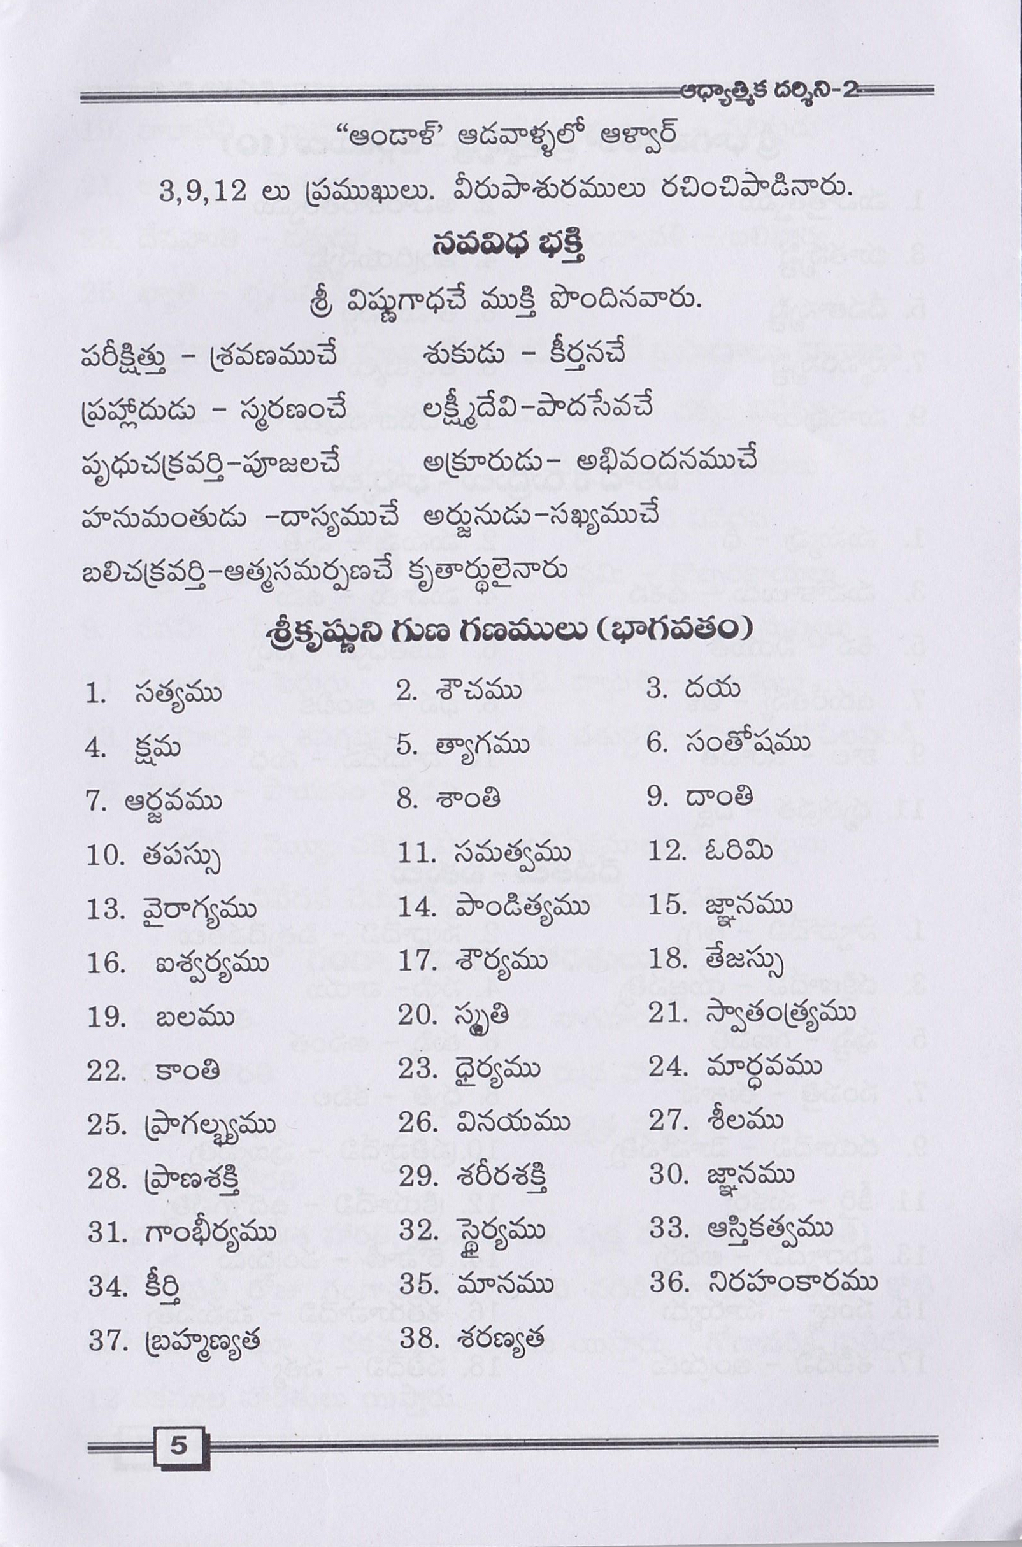 ఆధ్యాత్మిక దర్శిని-2
“ఆండాళ్’ ఆడవాళ్ళలో ఆళ్వార్
3,9,12 లు ప్రముఖులు. వీరుపాశురములు రచించిపాడినారు.
నవవిధ భక్తి
శ్రీ విష్ణుగాధచే ముక్తి పొందినవారు.
పరీక్షిత్తు - శ్రవణముచే శుకుడు - కీర్తనచే
ప్రహ్లాదుడు - స్మరణంచే లక్ష్మీదేవి-పాదసేవచే
పృధుచక్రవర్తి-పూజలచే అక్రూరుడు- అభివందనముచే
హనుమంతుడు -దాస్యముచే అర్జునుడు-సఖ్యముచే
బలిచక్రవర్తి-ఆత్మసమర్పణచే కృతార్థులైనారు
శ్రీకృష్ణుని గుణ గణములు (భాగవతం)
1. సత్యము 2. శౌచము 3. దయ
4. క్షమ 5. త్యాగము 6. సంతోషము
7. ఆర్జవము 8. శాంతి 9. దాంతి
10. తపస్సు 11. సమత్వము 12. ఓరిమి
13. వైరాగ్యము 14. పాండిత్యము 15. జ్ఞానము
16. ఐశ్వర్యము 17. శౌర్యము 18. తేజస్సు
19. బలము 20. స్మృతి 21. స్వాతంత్ర్యము
22. కాంతి 23. ధైర్యము 24. మార్ధవము
25. ప్రాగల్భ్యము 26. వినయము 27. శీలము
28. ప్రాణశక్తి 29. శరీరశక్తి 30. జ్ఞానము
31. గాంభీర్యము 32. స్థైర్యము 33. ఆస్తికత్వము
34. కీర్తి 35. మానము 36. నిరహంకారము
37. బ్రహ్మణ్యత 38. శరణ్యత
5